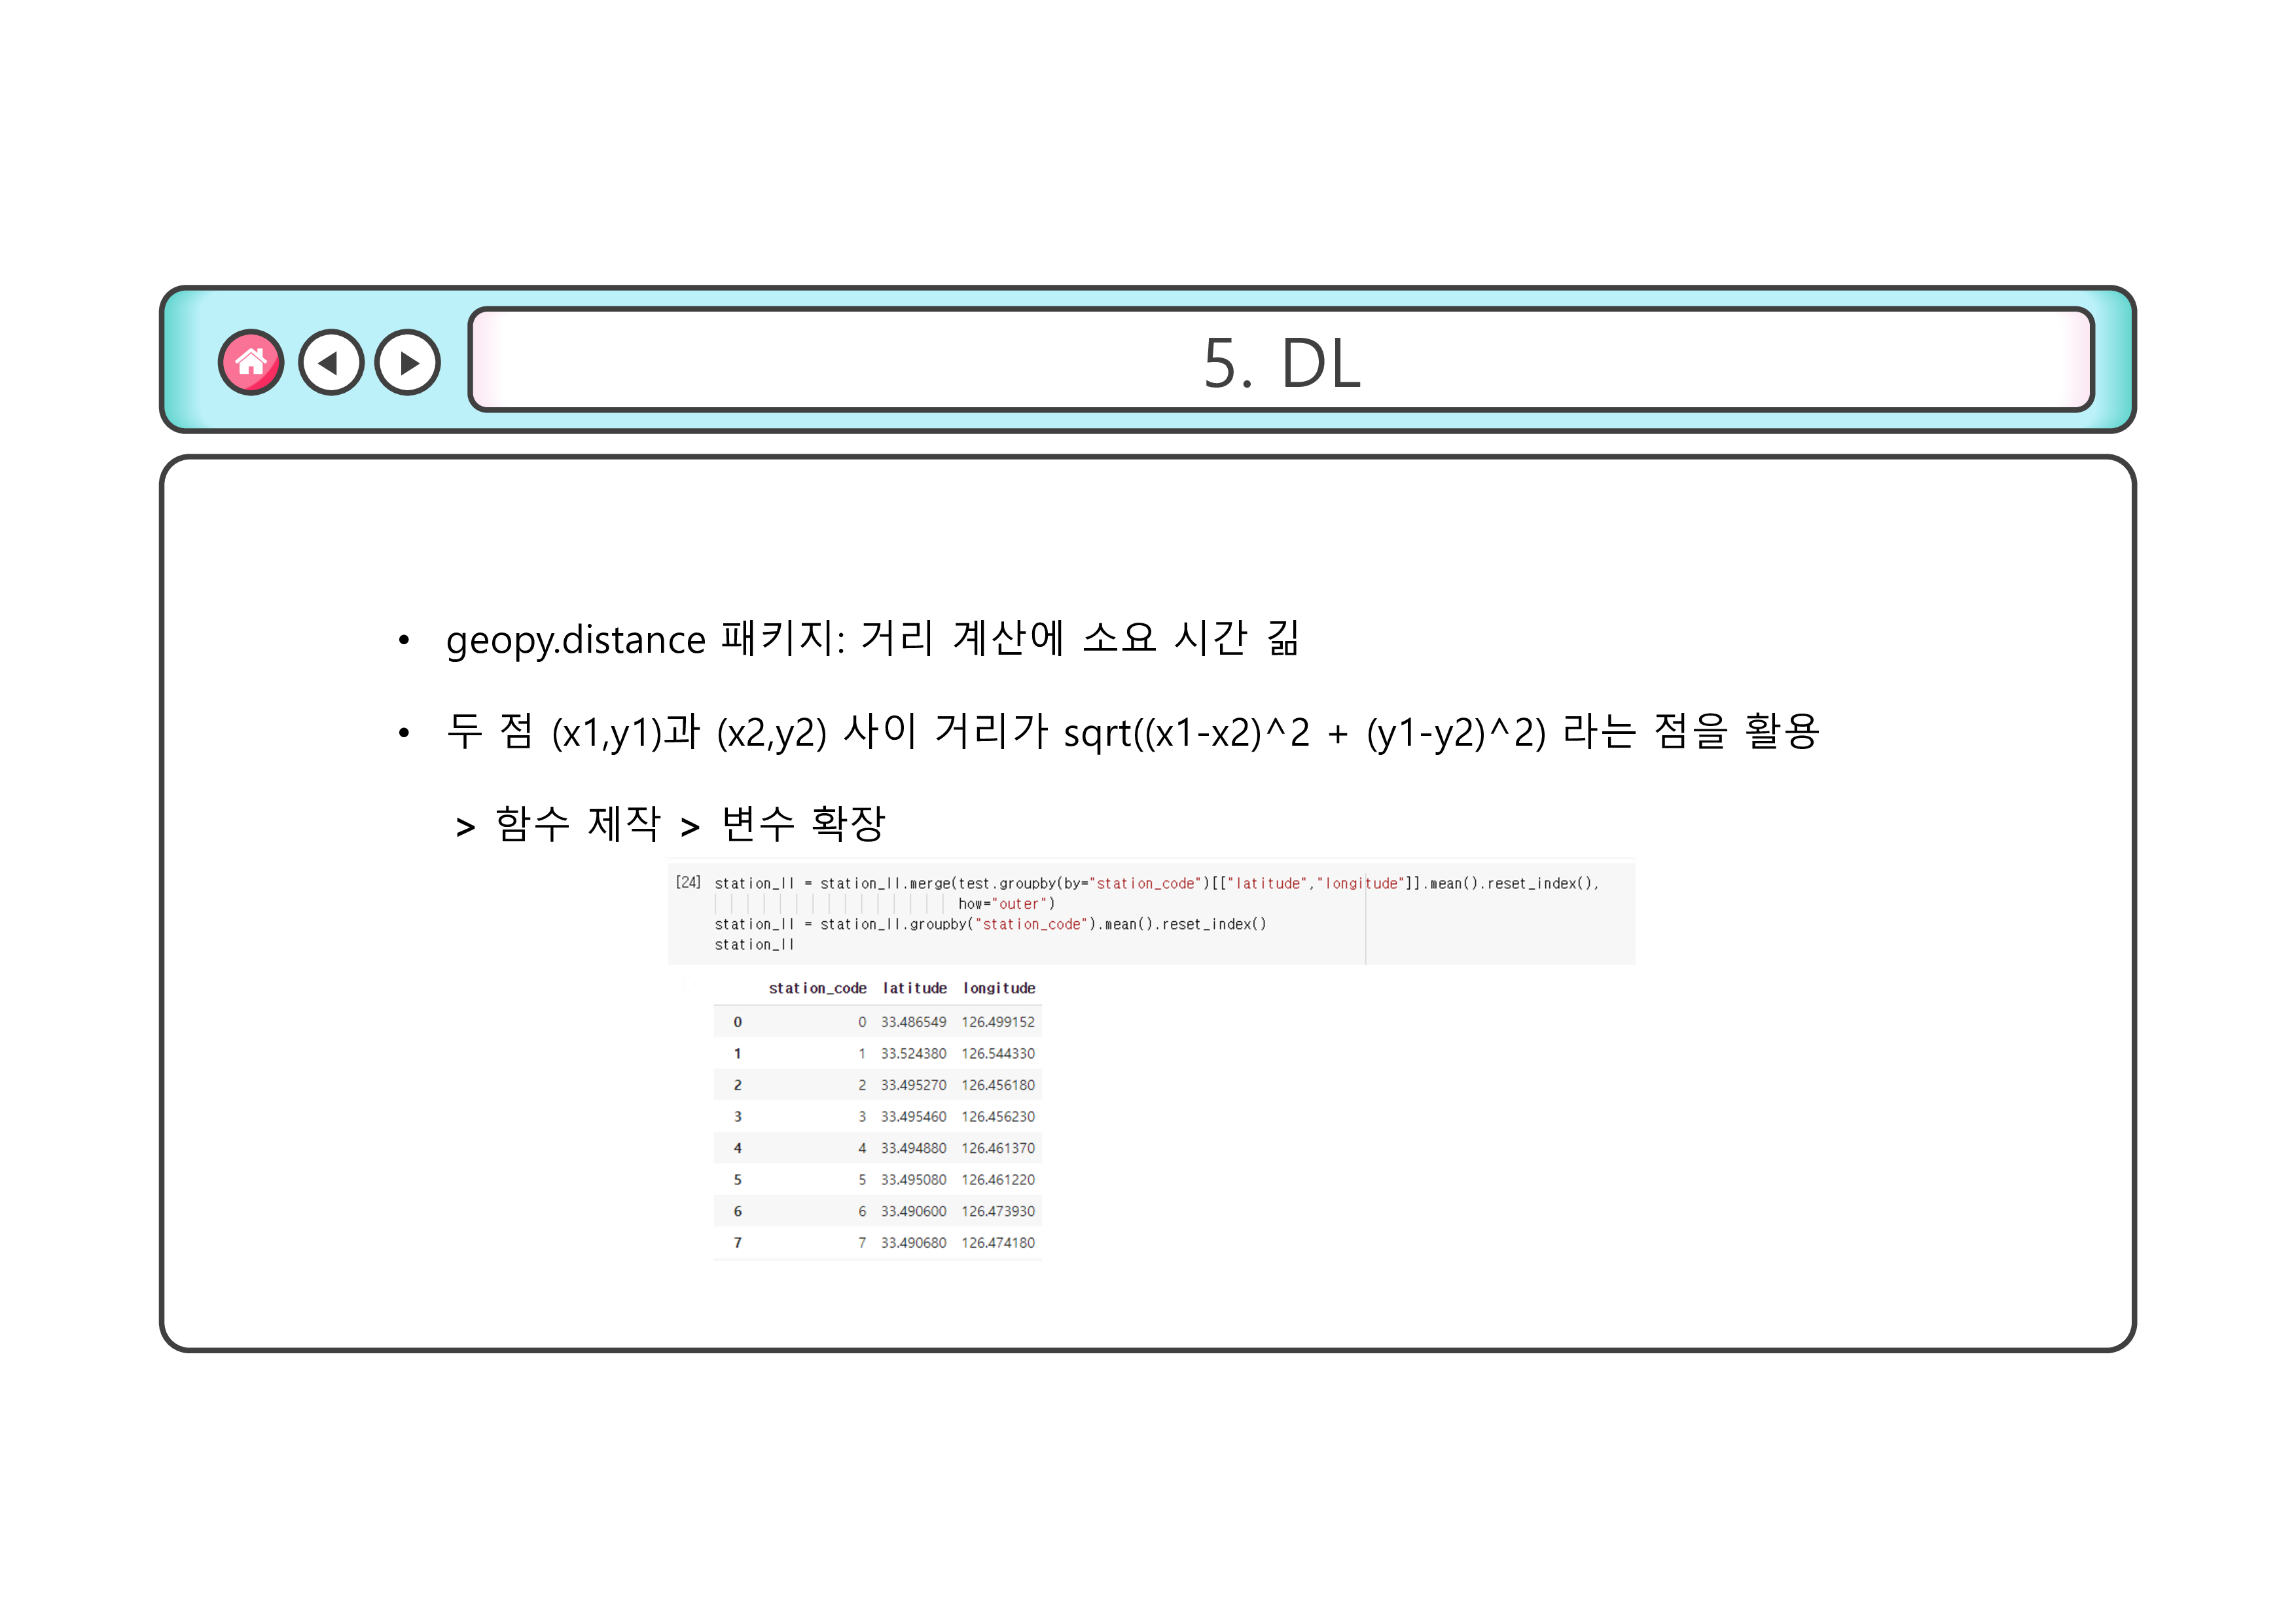 5. DL
• geopy.distance 패키지: 거리 계산에 소요 시간 긺
• 두 점 (x1,y1)과 (x2,y2) 사이 거리가 sqrt((x1-x2)^2 + (y1-y2)^2) 라는 점을 활용
> 함수 제작 > 변수 확장
[24] station_ll = station_ll.merge(test.groupby(by="station_code")[["latitude","longitude"]].mean().reset_index(),
how="outer")
station_ll = station_ll.groupby("station_code").mean().reset_index()
station_ll
station_code latitude longitude
0 0 33.486549 126.499152
1 1 33.524380 126.544330
2 2 33.495270 126.456180
3 3 33.495460 126.456230
4 4 33.494880 126.461370
5 5 33.495080 126.461220
6 6 33.490600 126.473930
7 7 33.490680 126.474180